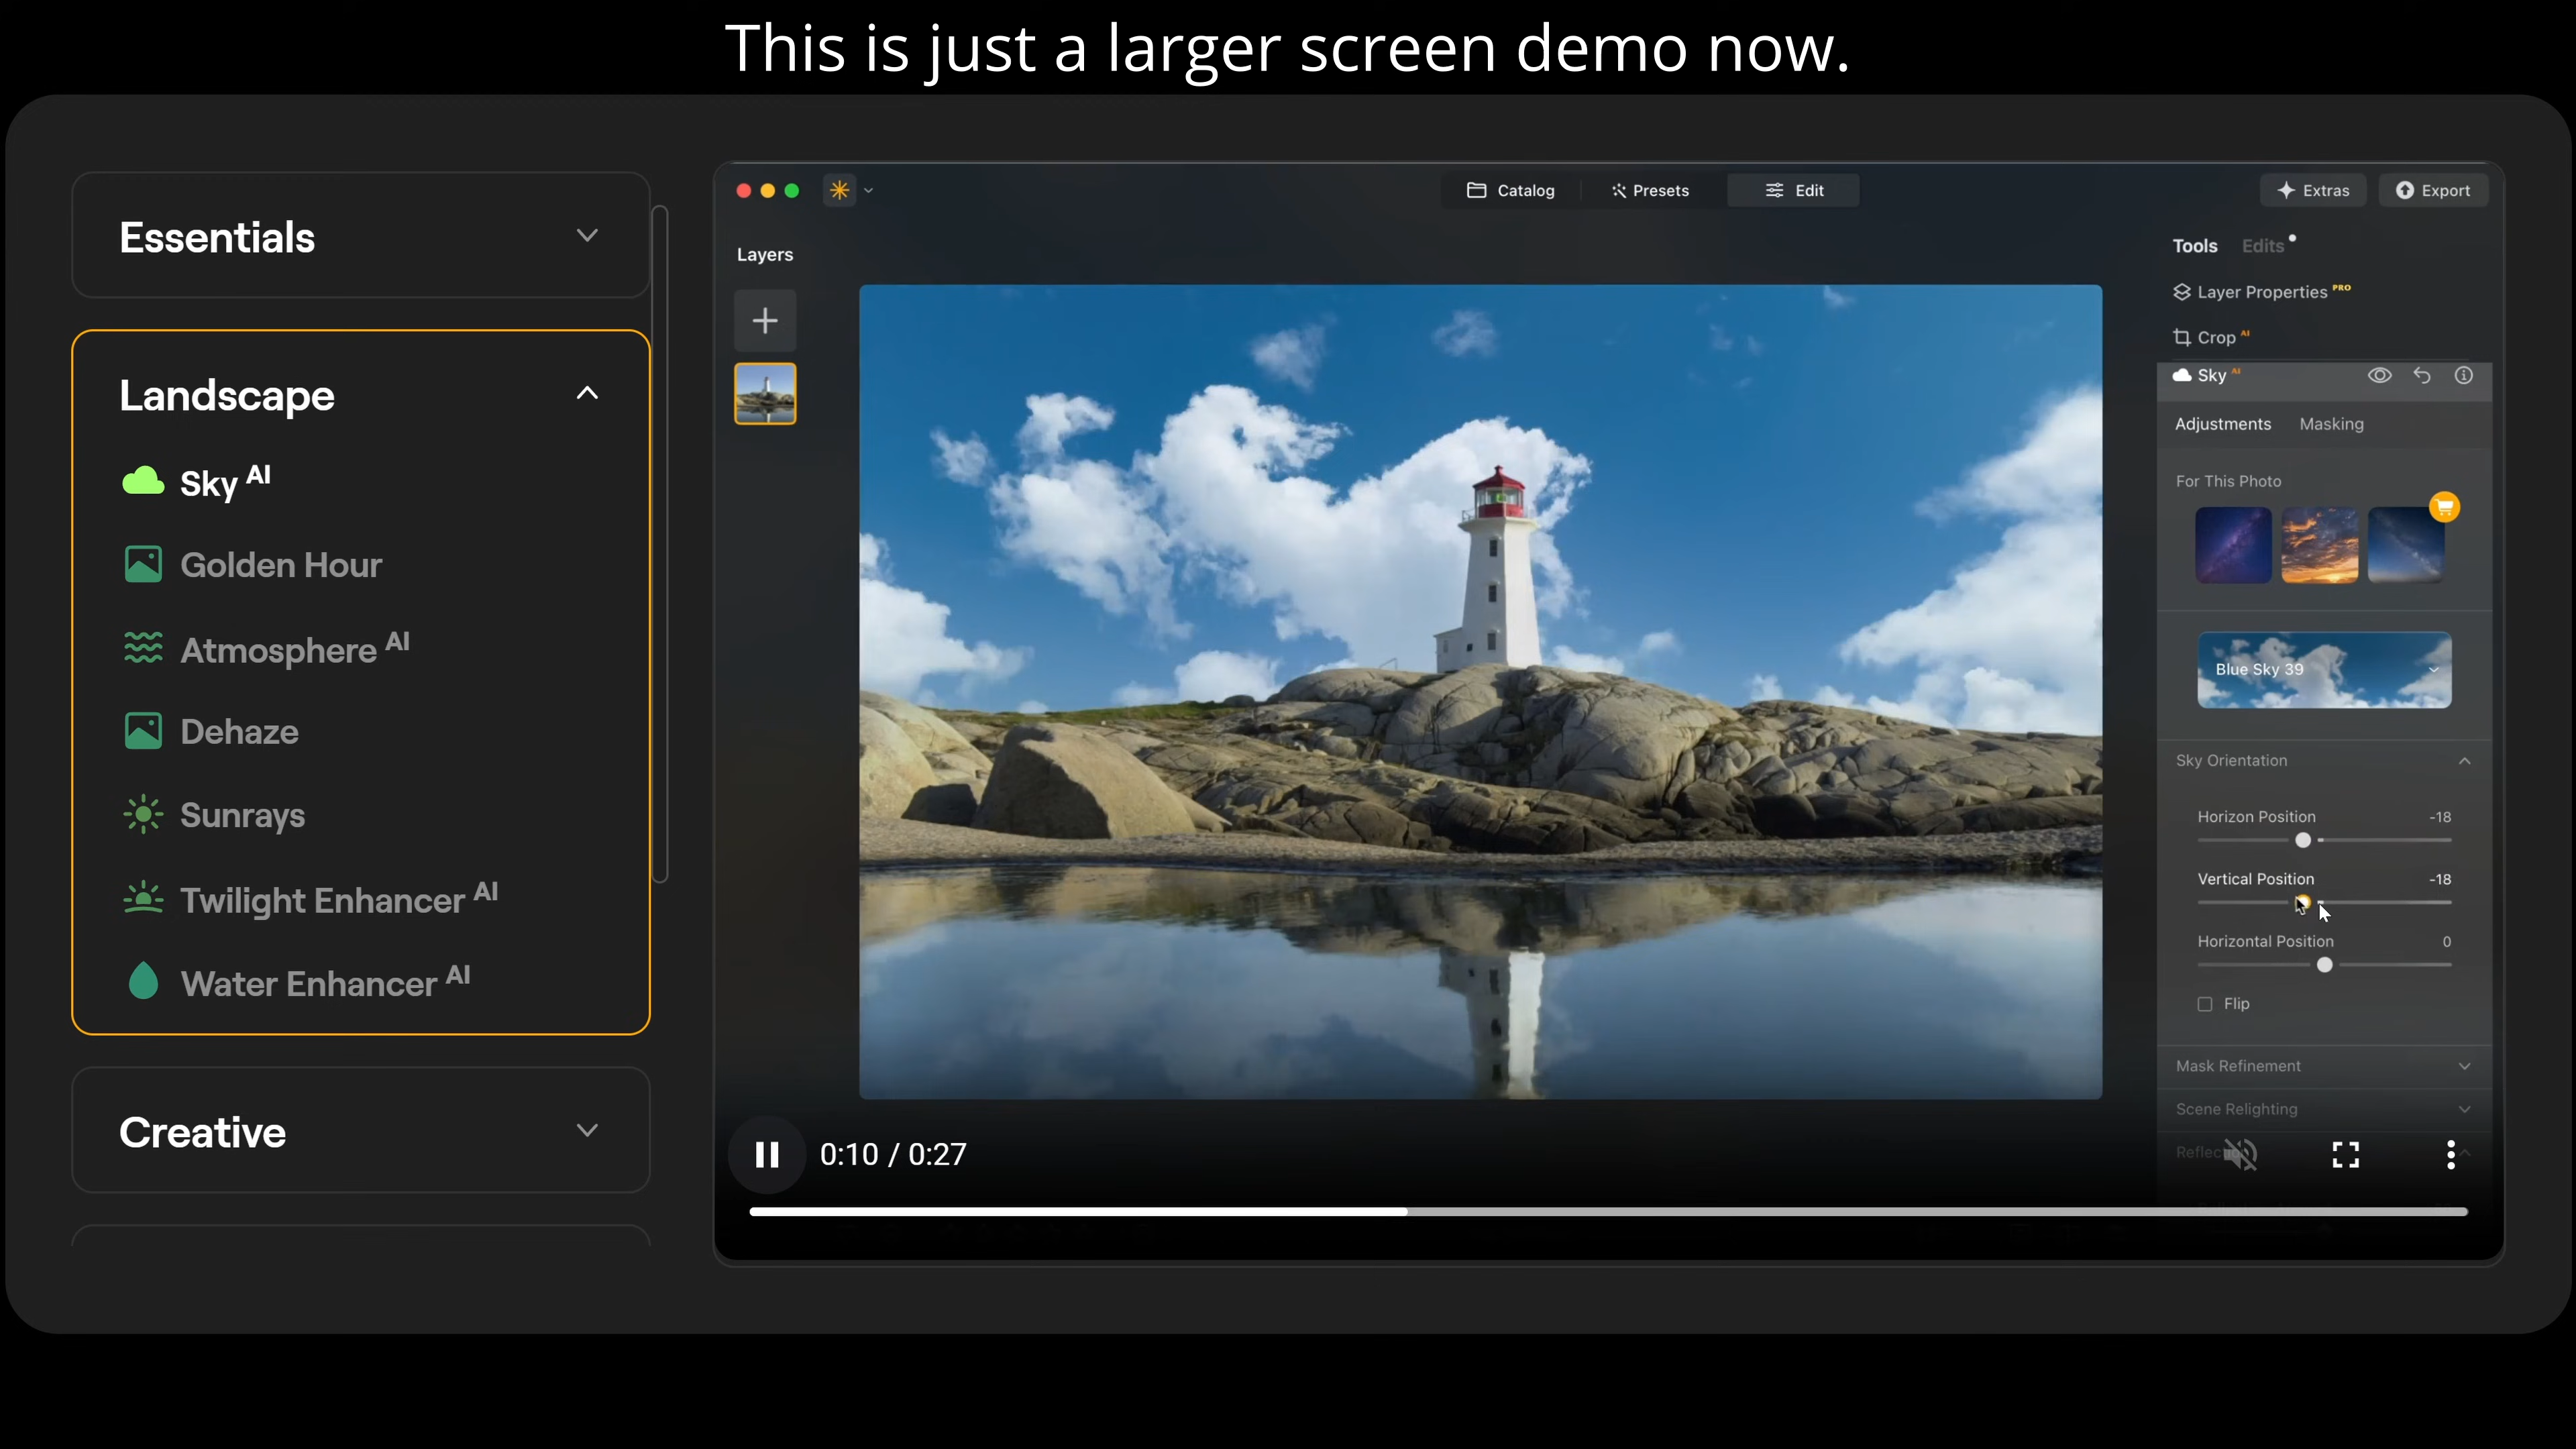 This is just a larger screen demo now.
Essentials
Landscape
Sky AI
Golden Hour
Atmosphere AI
Dehaze
Sunrays
Twilight Enhancer AI
Water Enhancer AI
Creative
Catalog
Presets
Edit
Extras
Export
Layers
Tools Edits
Layer Properties PRO
Crop AI
Sky AI
Adjustments Masking
For This Photo
Blue Sky 39
Sky Orientation
Horizon Position -18
Vertical Position -18
Horizontal Position 0
Flip
Mask Refinement
Scene Relighting
0:10 / 0:27